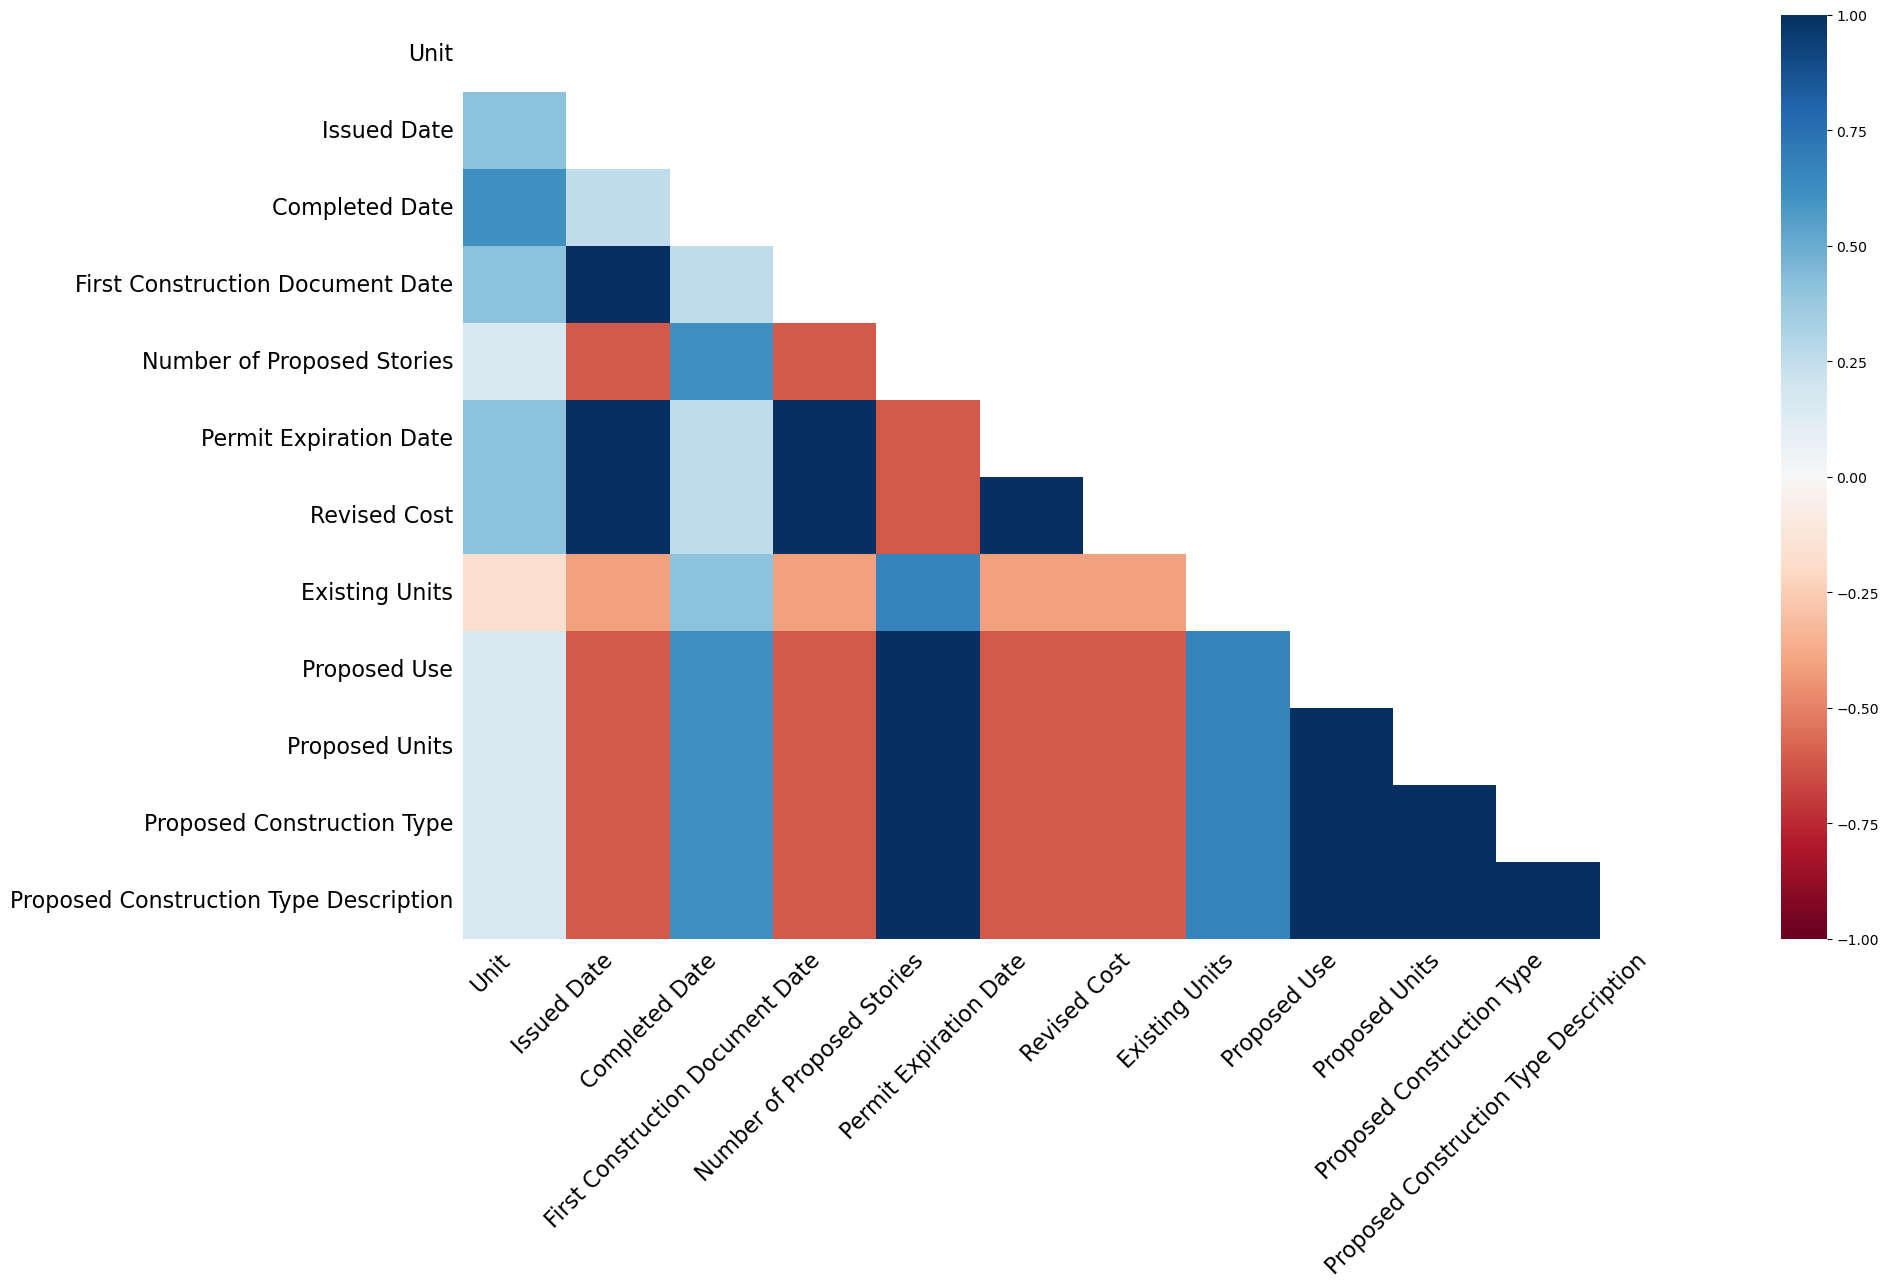 Unit
Issued Date
Completed Date
First Construction Document Date
Number of Proposed Stories
Permit Expiration Date
Revised Cost
Existing Units
Proposed Use
Proposed Units
Proposed Construction Type
Proposed Construction Type Description
Unit
Issued Date
Completed Date
First Construction Document Date
Number of Proposed Stories
Permit Expiration Date
Revised Cost
Existing Units
Proposed Use
Proposed Units
Proposed Construction Type
Proposed Construction Type Description
1.00
0.75
0.50
0.25
0.00
−0.25
−0.50
−0.75
−1.00